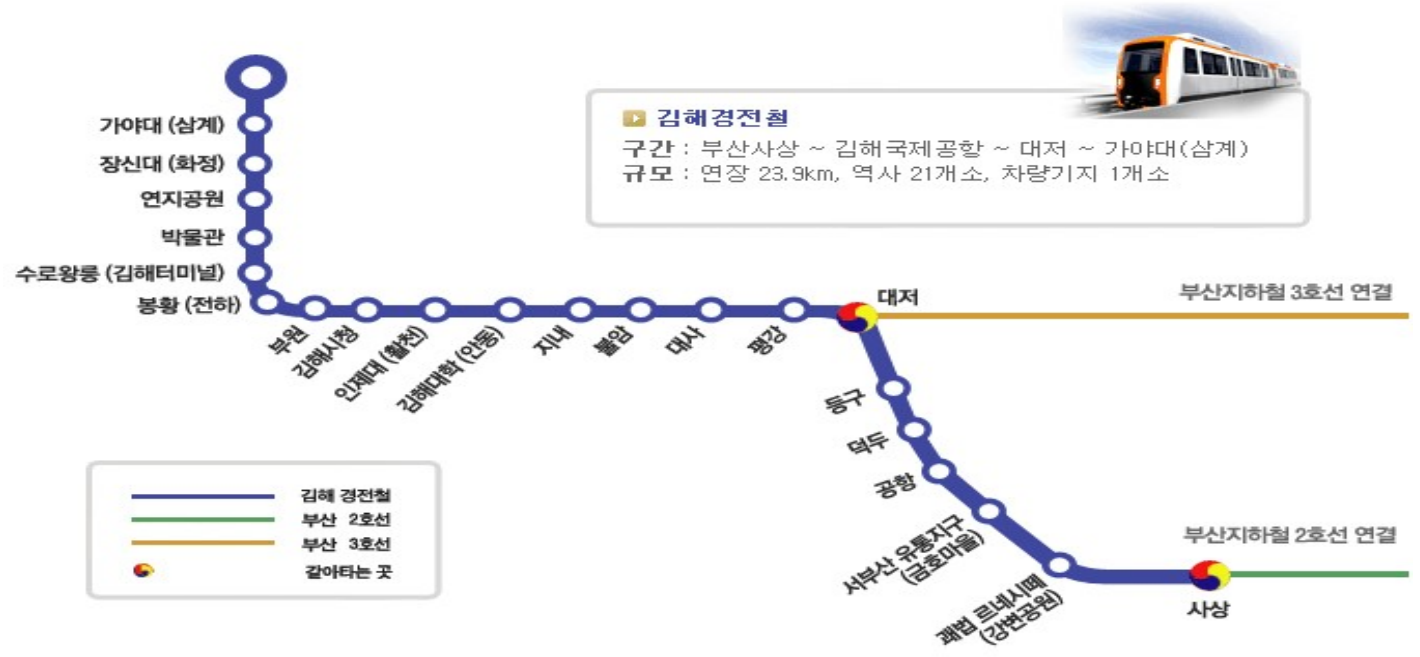 김해경전철
구간 : 부산사상 ~ 김해국제공항 ~ 대저 ~ 가야대(삼계)
규모 : 연장 23.9km, 역사 21개소, 차량기지 1개소
가야대 (삼계)
장신대 (화정)
연지공원
박물관
수로왕릉 (김해터미널)
봉황 (전하)
부원
김해시청
인제대 (활천)
김해대학 (안동)
지내
불암
대사
평강
대저
부산지하철 3호선 연결
등구
덕두
공항
서부산 유통지구
(금호마을)
괘법 르네시떼
(강변공원)
사상
부산지하철 2호선 연결
김해 경전철
부산 2호선
부산 3호선
갈아타는 곳